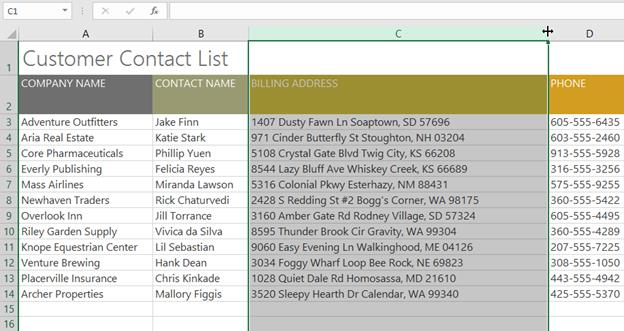 C1 fx
A B C D
1 Customer Contact List
2 COMPANY NAME CONTACT NAME BILLING ADDRESS PHONE
3 Adventure Outfitters Jake Finn 1407 Dusty Fawn Ln Soaptown, SD 57696 605-555-6435
4 Aria Real Estate Katie Stark 971 Cinder Butterfly St Stoughton, NH 03204 603-555-2460
5 Core Pharmaceuticals Phillip Yuen 5108 Crystal Gate Blvd Twig City, KS 66208 913-555-5928
6 Everly Publishing Felicia Reyes 8544 Lazy Bluff Ave Whiskey Creek, KS 66689 316-555-3256
7 Mass Airlines Miranda Lawson 5316 Colonial Pkwy Esterhazy, NM 88431 575-555-9255
8 Newhaven Traders Rick Chaturvedi 2428 S Redding St #2 Bogg`s Corner, WA 98175 360-555-5422
9 Overlook Inn Jill Torrance 3160 Amber Gate Rd Rodney Village, SD 57324 605-555-4495
10 Riley Garden Supply Vivica da Silva 8595 Thunder Brook Cir Gravity, WA 99304 360-555-4289
11 Knope Equestrian Center Lil Sebastian 9060 Easy Evening Ln Walkinghood, ME 04126 207-555-7225
12 Venture Brewing Hank Dean 3034 Foggy Wharf Loop Bee Rock, NE 69823 308-555-1050
13 Placerville Insurance Chris Kinkade 1028 Quiet Dale Rd Homosassa, MD 21610 443-555-4942
14 Archer Properties Mallory Figgis 3520 Sleepy Hearth Dr Calendar, WA 99340 425-555-5370
15
16